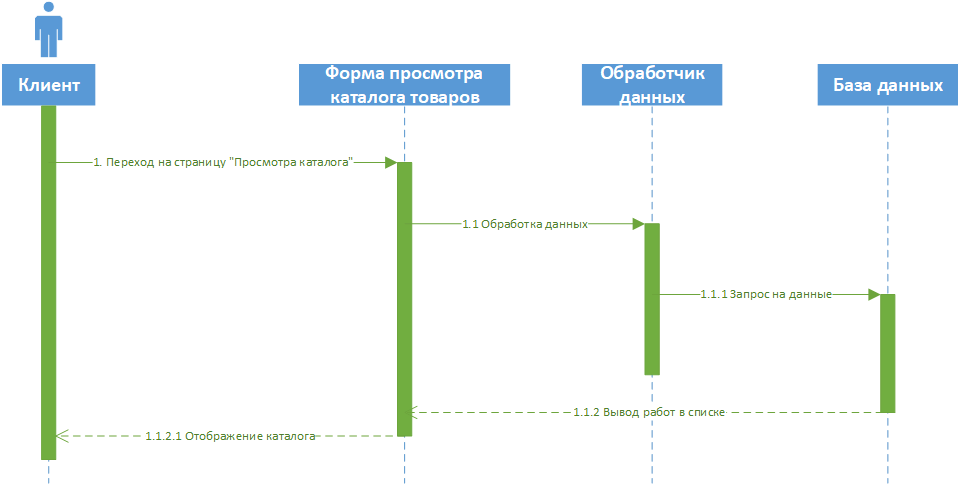 Клиент
Форма просмотра
каталога товаров
Обработчик
данных
База данных
1. Переход на страницу "Просмотра каталога"
1.1 Обработка данных
1.1.1 Запрос на данные
1.1.2 Вывод работ в списке
1.1.2.1 Отображение каталога